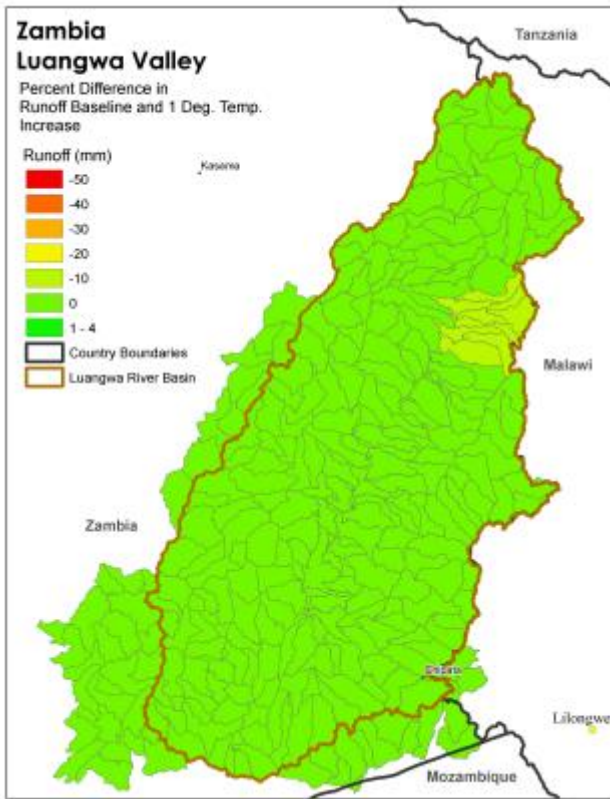 Zambia
Luangwa Valley
Percent Difference in
Runoff Baseline and 1 Deg. Temp.
Increase
Runoff (mm)
-50
-40
-30
-20
-10
0
1 - 4
Country Boundaries
Luangwa River Basin
Kasama
Tanzania
Malawi
Zambia
Chipata
Lilongwe
Mozambique